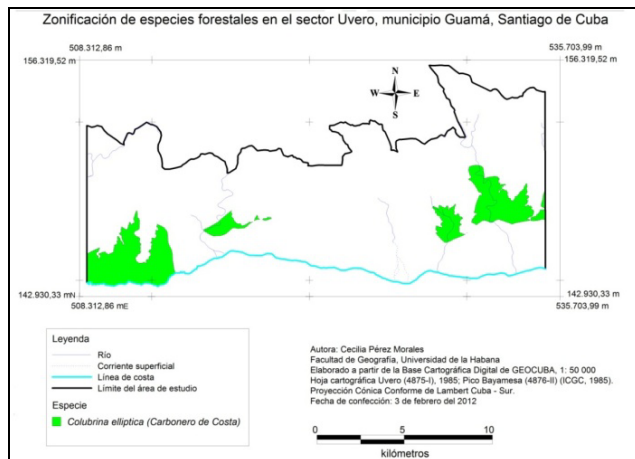 Zonificación de especies forestales en el sector Uvero, municipio Guamá, Santiago de Cuba
508.312,86 m
535.703,99 m
156.319,52 m
156.319,52 m
N
W E
S
142.930,33 mN
142.930,33 m
508.312,86 mE
535.703,99 m
Leyenda
Río
Corriente superficial
Línea de costa
Límite del área de estudio
Especie
Colubrina elliptica (Carbonero de Costa)
Autora: Cecilia Pérez Morales
Facultad de Geografía, Universidad de la Habana
Elaborado a partir de la Base Cartográfica Digital de GEOCUBA, 1: 50 000
Hoja cartográfica Uvero (4875-I), 1985; Pico Bayamesa (4876-II) (ICGC, 1985).
Proyección Cónica Conforme de Lambert Cuba - Sur.
Fecha de confección: 3 de febrero del 2012
0 5 10
kilómetros